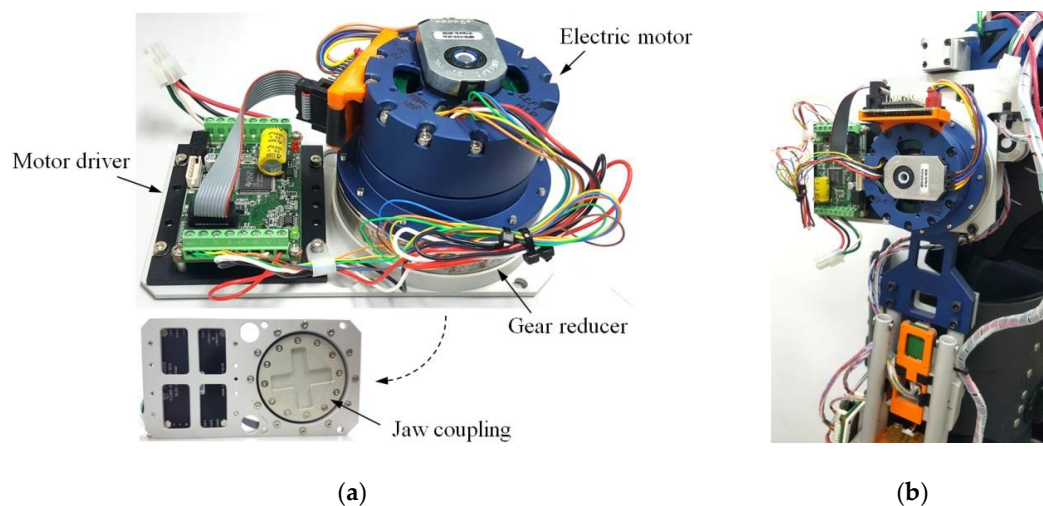 Electric motor
Motor driver
Gear reducer
Jaw coupling
(a)
(b)